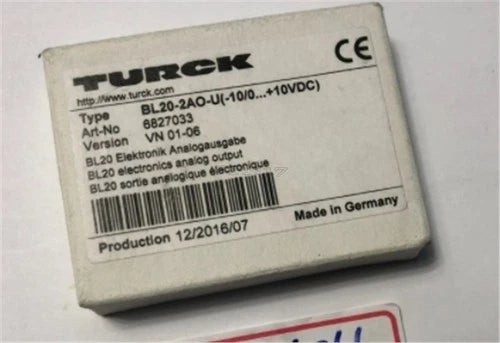 TURCK
CE
http://www.turck.com
Type BL20-2AO-U(-10/0...+10VDC)
Art-No 6827033
Version VN 01-06
BL20 Elektronik Analogausgabe
BL20 electronics analog output
BL20 sortie analogique électronique
Made in Germany
Production 12/2016/07